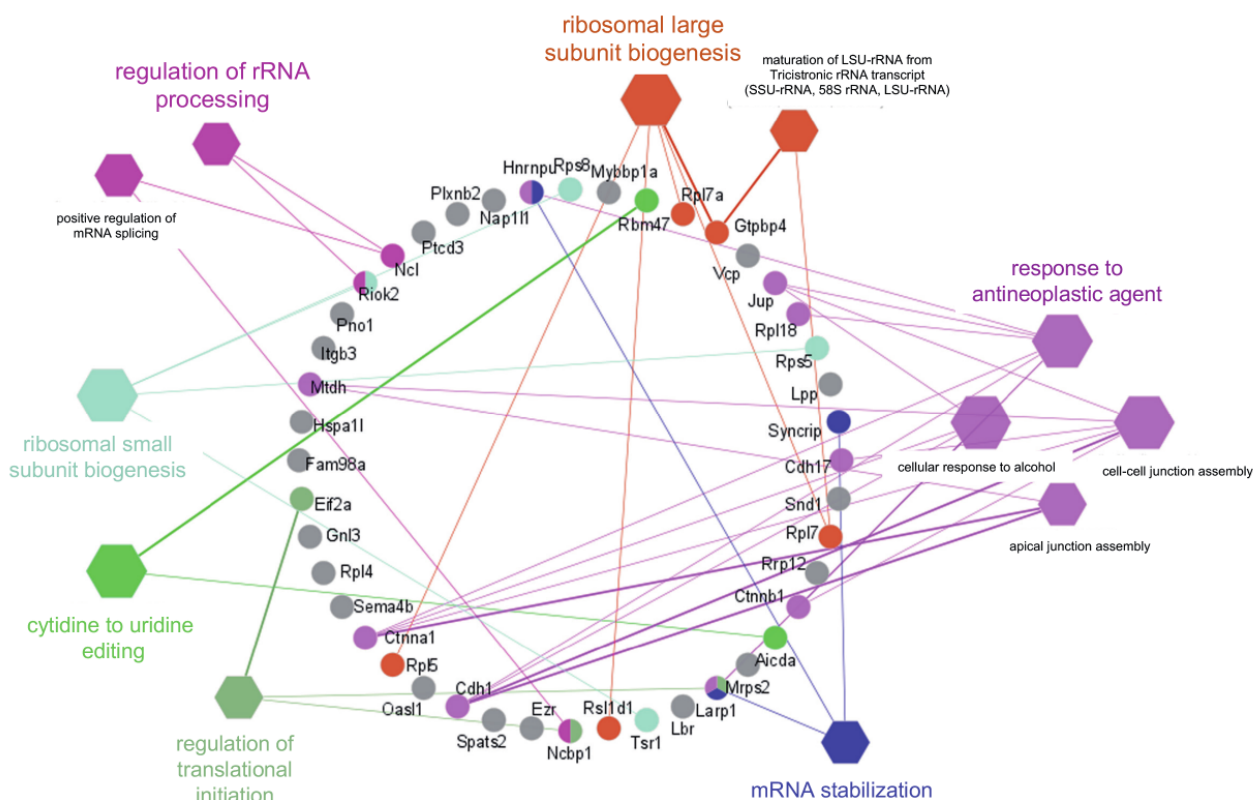 ribosomal large
subunit biogenesis
maturation of LSU-rRNA from
Tricistronic rRNA transcript
(SSU-rRNA, 58S rRNA, LSU-rRNA)
regulation of rRNA
processing
positive regulation of
mRNA splicing
Hnrnpu
Rps8
Mybbp1a
Plxnb2
Nap1l1
Rbm47
Rpl7a
Gtpbp4
Ptcd3
Ncl
Vcp
Riok2
Jup
response to
antineoplastic agent
Pno1
Rpl18
Itgb3
Rps5
Mtdh
Lpp
Hspa1l
Syncrip
ribosomal small
subunit biogenesis
Fam98a
Cdh17
cellular response to alcohol
cell-cell junction assembly
Eif2a
Snd1
Gnl3
Rpl7
apical junction assembly
Rpl4
Rrp12
Sema4b
Ctnnb1
cytidine to uridine
editing
Ctnna1
Aicda
Rpl5
Mrps2
Oasl1
Cdh1
Larp1
Spats2
Ezr
Ncbp1
Rsl1d1
Tsr1
Lbr
regulation of
translational
initiation
mRNA stabilization